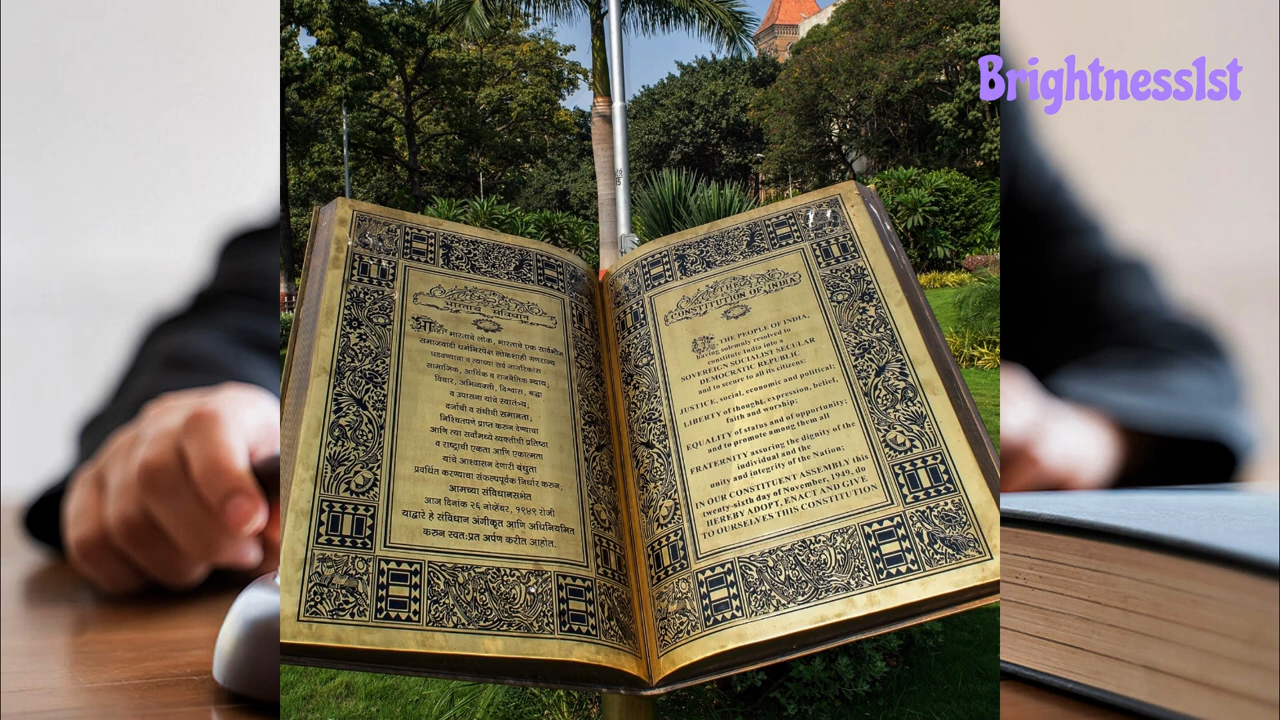 Brightness1st
भारताचे संविधान
आम्ही भारताचे लोक, भारताचे एक सार्वभौम
समाजवादी धर्मनिरपेक्ष लोकशाही गणराज्य
घडवण्याचा व त्याच्या सर्व नागरिकांस
सामाजिक, आर्थिक व राजनैतिक न्याय;
विचार, अभिव्यक्ती, विश्वास, श्रद्धा
व उपासना यांचे स्वातंत्र्य;
दर्जाची व संधीची समानता;
निश्चितपणे प्राप्त करुन देण्याचा
आणि त्या सर्वांमध्ये व्यक्तीची प्रतिष्ठा
व राष्ट्राची एकता आणि एकात्मता
यांचे आश्वासन देणारी बंधुता
प्रवर्धित करण्याचा संकल्पपूर्वक निर्धार करुन;
आमच्या संविधानसभेत
आज दिनांक २६ नोव्हेंबर, १९४९ रोजी
याद्वारे हे संविधान अंगीकृत आणि अधिनियमित
करुन स्वत:प्रत अर्पण करीत आहोत.
CONSTITUTION OF INDIA
THE PEOPLE OF INDIA,
having solemnly resolved to
constitute India into a
SOVEREIGN SOCIALIST SECULAR
DEMOCRATIC REPUBLIC
and to secure to all its citizens:
JUSTICE, social, economic and political;
LIBERTY of thought, expression, belief,
faith and worship;
EQUALITY of status and of opportunity;
and to promote among them all
FRATERNITY assuring the dignity of the
individual and the
unity and integrity of the Nation;
IN OUR CONSTITUENT ASSEMBLY this
twenty-sixth day of November, 1949, do
HEREBY ADOPT, ENACT AND GIVE
TO OURSELVES THIS CONSTITUTION